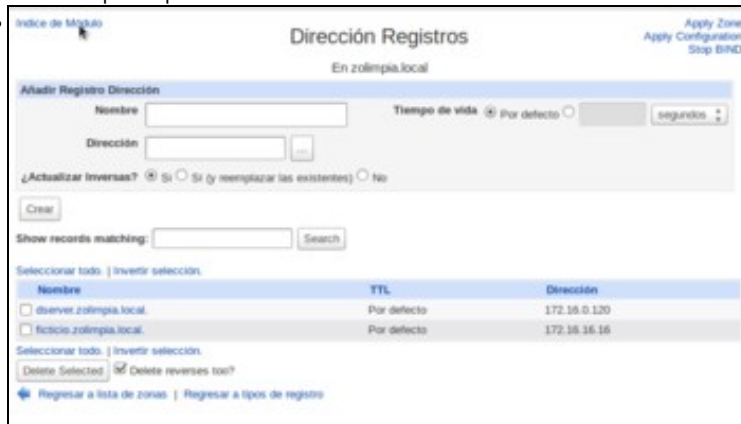 Indice de Módulo
Apply Zone
Apply Configuration
Stop BIND
Dirección Registros
En zolimpia.local
Añadir Registro Dirección
Nombre
Tiempo de vida Por defecto segundos
Dirección ...
¿Actualizar Inversas? Si Sí (y reemplazar las existentes) No
Crear
Show records matching: Search
Seleccionar todo. | Invertir selección.
Nombre TTL Dirección
dserver.zolimpia.local. Por defecto 172.16.0.120
ficticio.zolimpia.local. Por defecto 172.16.16.16
Seleccionar todo. | Invertir selección.
Delete Selected Delete reverses too?
Regresar a lista de zonas | Regresar a tipos de registro